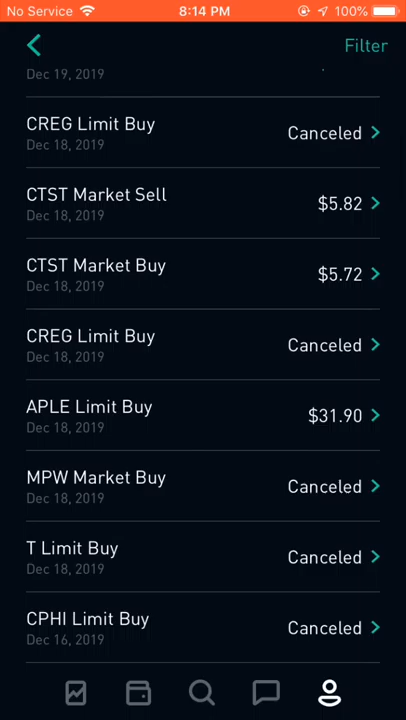 No Service 8:14 PM 100%
Filter
Dec 19, 2019
CREG Limit Buy
Dec 18, 2019
Canceled
CTST Market Sell
Dec 18, 2019
$5.82
CTST Market Buy
Dec 18, 2019
$5.72
CREG Limit Buy
Dec 18, 2019
Canceled
APLE Limit Buy
Dec 18, 2019
$31.90
MPW Market Buy
Dec 18, 2019
Canceled
T Limit Buy
Dec 18, 2019
Canceled
CPHI Limit Buy
Dec 16, 2019
Canceled